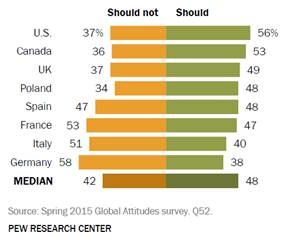 Should not Should
U.S. 37% 56%
Canada 36 53
UK 37 49
Poland 34 48
Spain 47 48
France 53 47
Italy 51 40
Germany 58 38
MEDIAN 42 48
Source: Spring 2015 Global Attitudes survey. Q52.
PEW RESEARCH CENTER